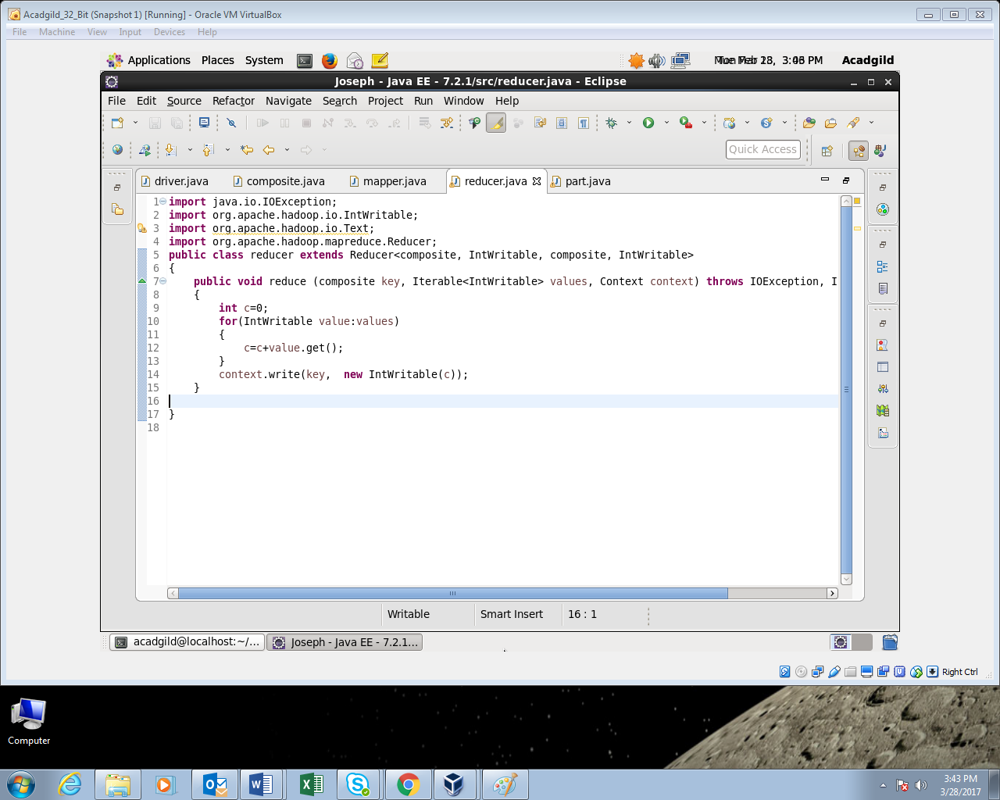 Acadgild_32_Bit (Snapshot 1) [Running] - Oracle VM VirtualBox
File Machine View Input Devices Help
Applications Places System Acadgild
Joseph - Java EE - 7.2.1/src/reducer.java - Eclipse
File Edit Source Refactor Navigate Search Project Run Window Help
Quick Access
driver.java composite.java mapper.java reducer.java part.java
1 import java.io.IOException;
2 import org.apache.hadoop.io.IntWritable;
3 import org.apache.hadoop.io.Text;
4 import org.apache.hadoop.mapreduce.Reducer;
5 public class reducer extends Reducer<composite, IntWritable, composite, IntWritable>
6 {
7 public void reduce (composite key, Iterable<IntWritable> values, Context context) throws IOException, I
8 {
9 int c=0;
10 for(IntWritable value:values)
11 {
12 c=c+value.get();
13 }
14 context.write(key,  new IntWritable(c));
15 }
16
17 }
18
Writable Smart Insert 16 : 1
acadgild@localhost:~/... Joseph - Java EE - 7.2.1...
Right Ctrl
Computer
3:43 PM
3/28/2017